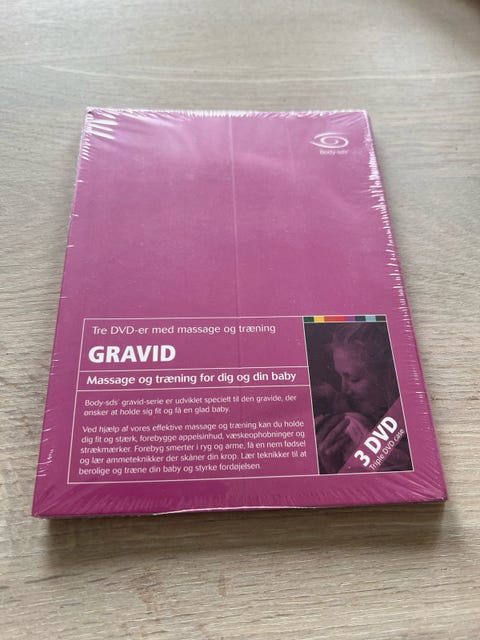 Body-sds®
Tre DVD-er med massage og træning
GRAVID
Massage og træning for dig og din baby
Body-sds' gravid-serie er udviklet specielt til den gravide, der
ønsker at holde sig fit og få en glad baby.
Ved hjælp af vores effektive massage og træning kan du holde
dig fit og stærk, forebygge appelsinhud, væskeophobninger og
strækmærker. Forebyg smerter i ryg og arme, få en nem fødsel
og lær ammeteknikker der skåner din krop. Lær teknikker til at
berolige og træne din baby og styrke fordøjelsen.
3 DVD
Triple DVD case